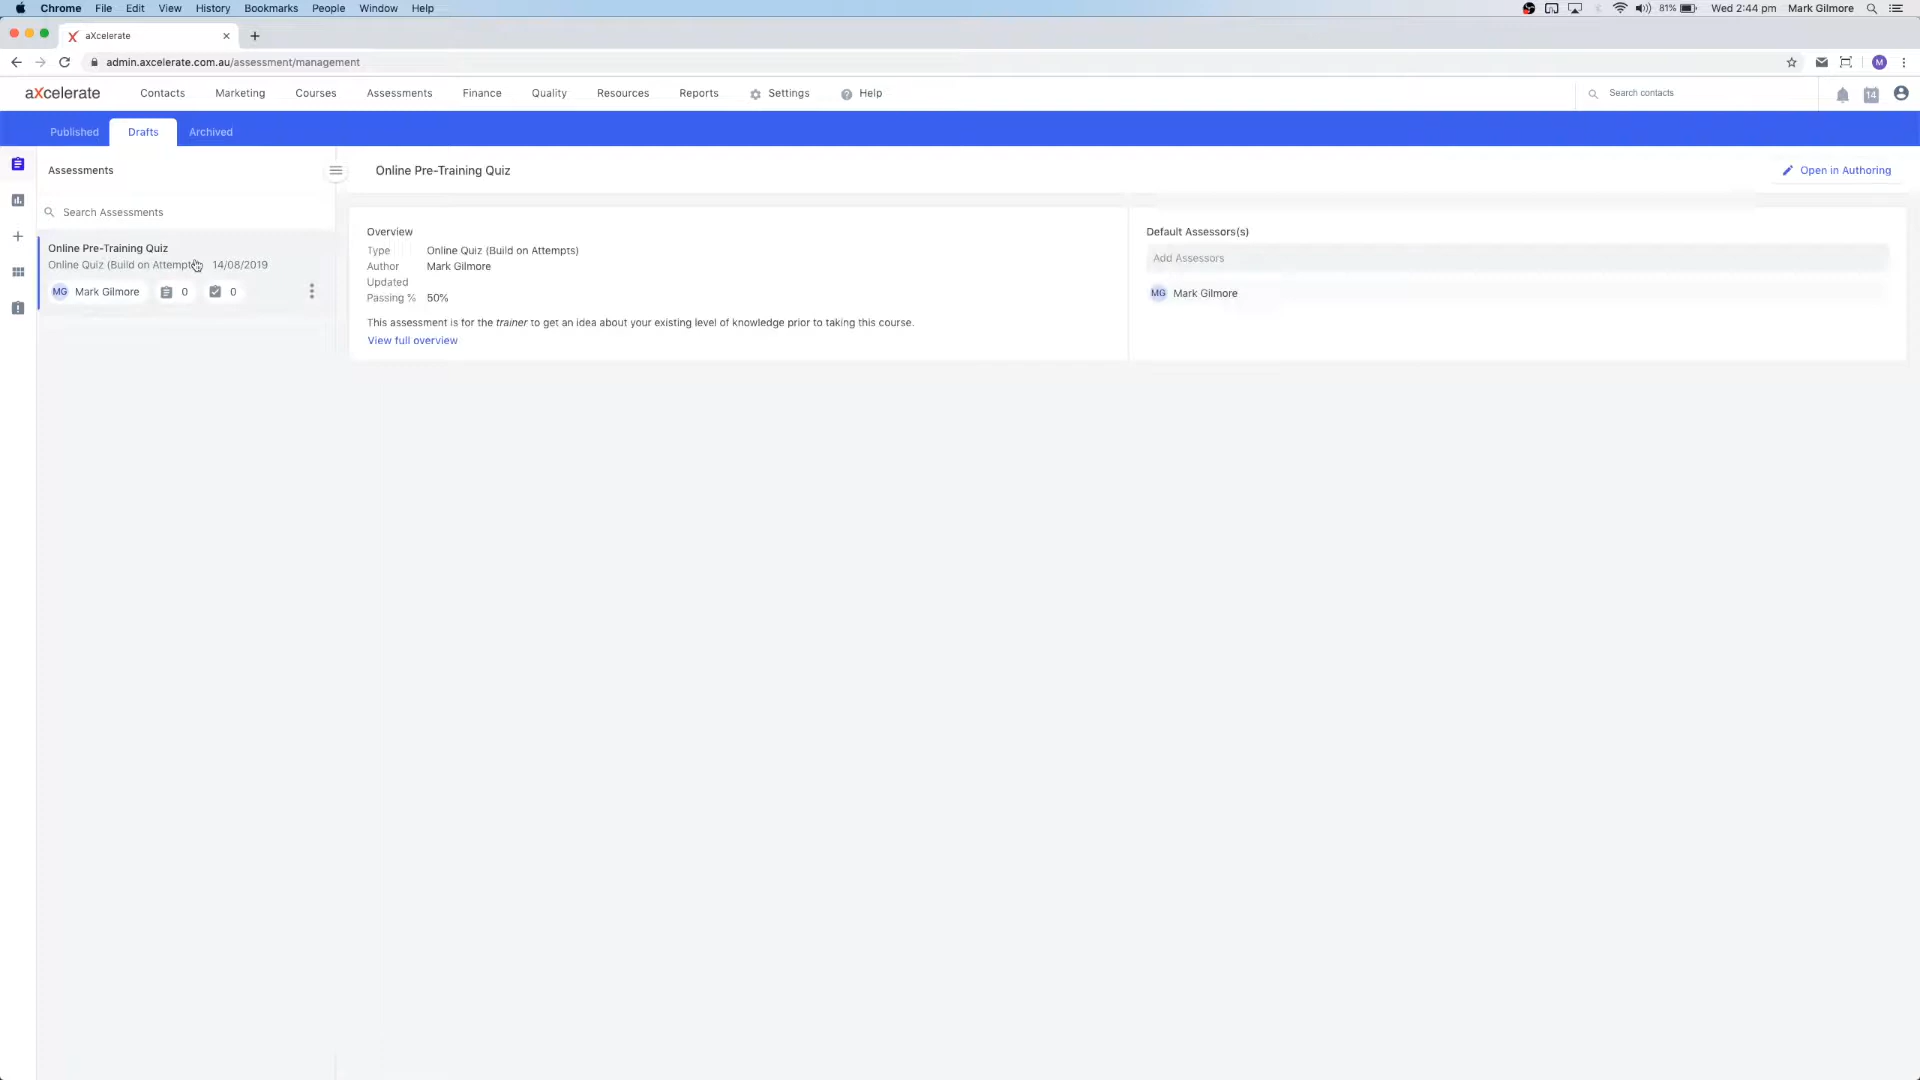 Chrome File Edit View History Bookmarks People Window Help 81% Wed 2:44 pm Mark Gilmore
aXcelerate
admin.axcelerate.com.au/assessment/management M
aXcelerate Contacts Marketing Courses Assessments Finance Quality Resources Reports Settings Help Search contacts 14
Published Drafts Archived
Assessments
Online Pre-Training Quiz
Open in Authoring
Search Assessments
Online Pre-Training Quiz
Online Quiz (Build on Attempts) 14/08/2019
MG Mark Gilmore 0 0
Overview
Type Online Quiz (Build on Attempts)
Author Mark Gilmore
Updated
Passing % 50%
This assessment is for the trainer to get an idea about your existing level of knowledge prior to taking this course.
View full overview
Default Assessors(s)
Add Assessors
MG Mark Gilmore